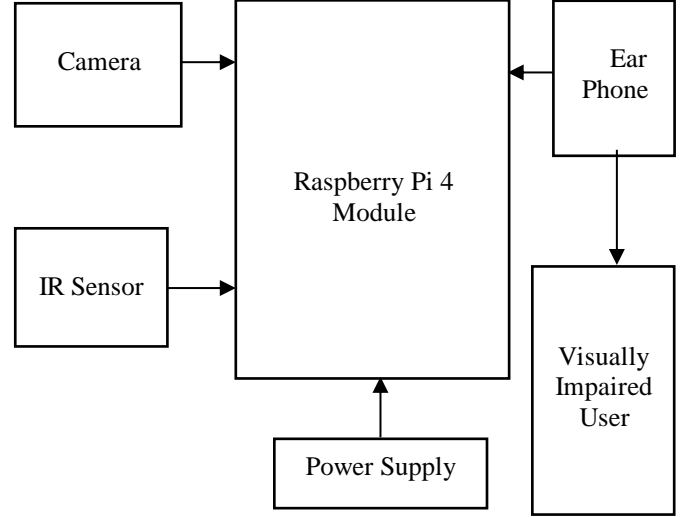 Camera
Ear
Phone
Raspberry Pi 4
Module
IR Sensor
Visually
Impaired
User
Power Supply